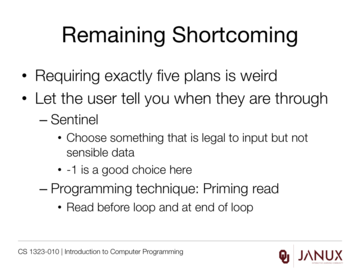 Remaining Shortcoming
• Requiring exactly five plans is weird
• Let the user tell you when they are through
– Sentinel
• Choose something that is legal to input but not
sensible data
• -1 is a good choice here
– Programming technique: Priming read
• Read before loop and at end of loop
CS 1323-010 | Introduction to Computer Programming
JANUX